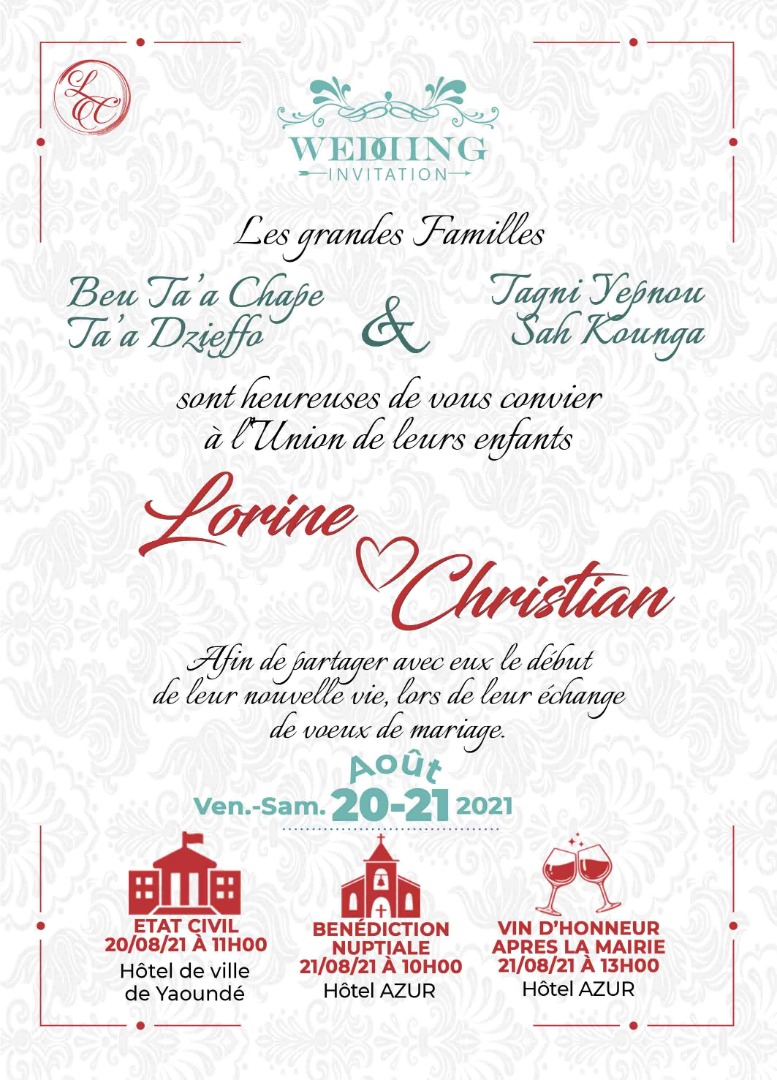 LCC
WEDDING
INVITATION
Les grandes Familles
Beu Ta'a Chape
Ta'a Dzieffo
&
Tagni Yepnou
Sah Kounga
sont heureuses de vous convier
à l'Union de leurs enfants
Lorine
Christian
Afin de partager avec eux le début
de leur nouvelle vie, lors de leur échange
de voeux de mariage.
Août
Ven.-Sam. 20-21 2021
ETAT CIVIL
20/08/21 À 11H00
Hôtel de ville
de Yaoundé
BENÉDICTION
NUPTIALE
21/08/21 À 10H00
Hôtel AZUR
VIN D'HONNEUR
APRES LA MAIRIE
21/08/21 À 13H00
Hôtel AZUR